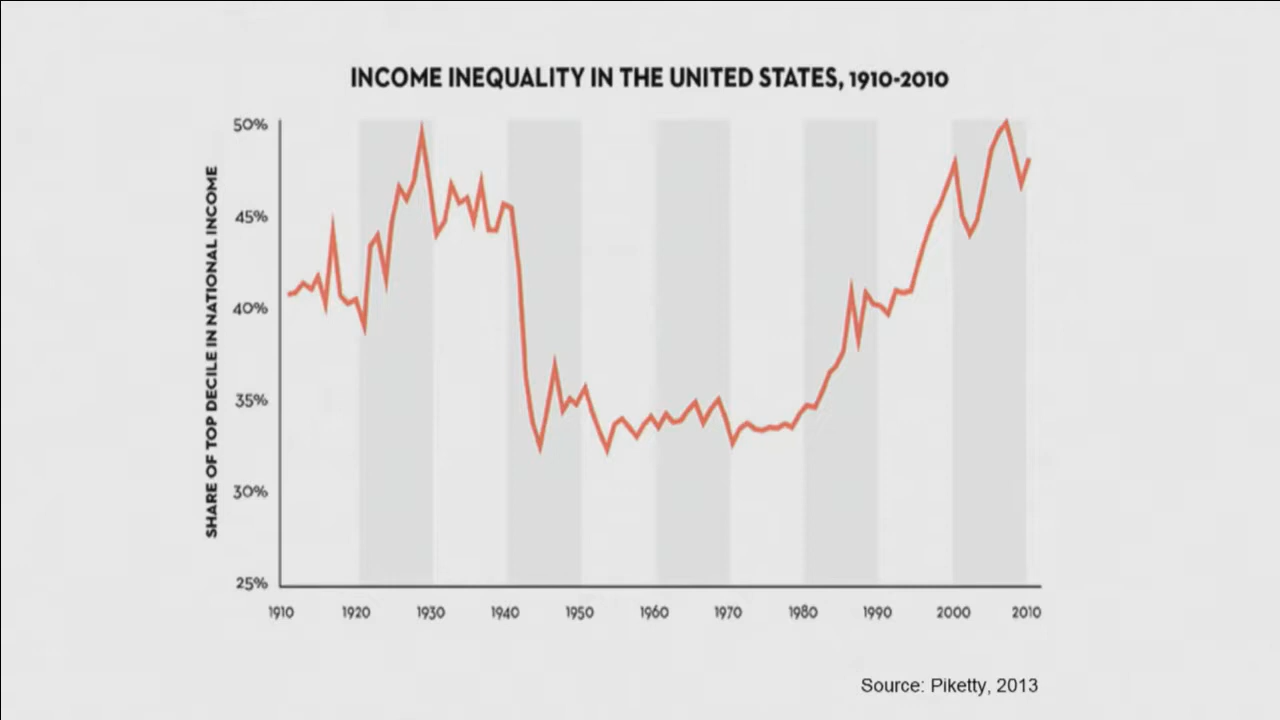 INCOME INEQUALITY IN THE UNITED STATES, 1910-2010
SHARE OF TOP DECILE IN NATIONAL INCOME
50%
45%
40%
35%
30%
25%
1910 1920 1930 1940 1950 1960 1970 1980 1990 2000 2010
Source: Piketty, 2013